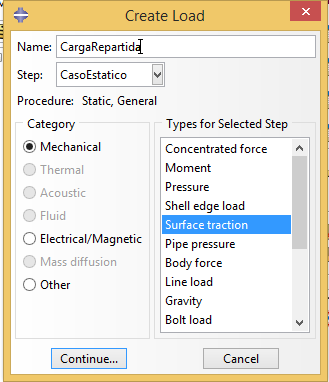 Create Load
Name: CargaRepartida
Step: CasoEstatico
Procedure: Static, General
Category
Mechanical
Thermal
Acoustic
Fluid
Electrical/Magnetic
Mass diffusion
Other
Types for Selected Step
Concentrated force
Moment
Pressure
Shell edge load
Surface traction
Pipe pressure
Body force
Line load
Gravity
Bolt load
Continue...
Cancel